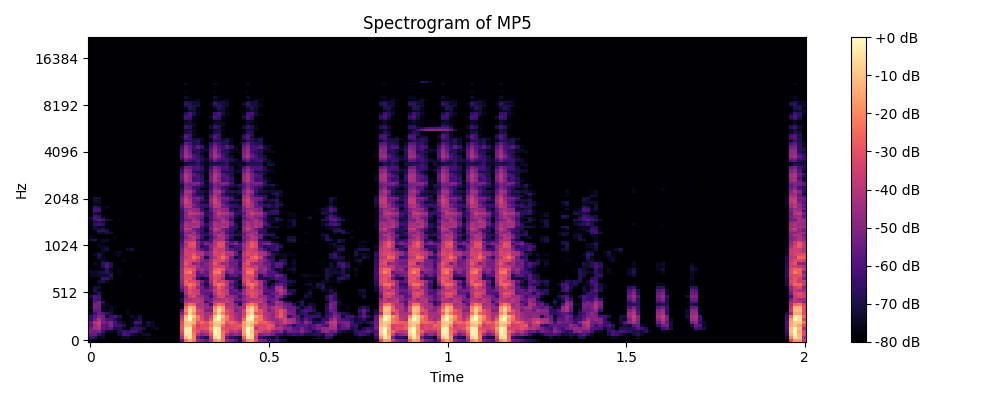 Spectrogram of MP5
Hz
16384
8192
4096
2048
1024
512
0
0 0.5 1 1.5 2
Time
+0 dB
-10 dB
-20 dB
-30 dB
-40 dB
-50 dB
-60 dB
-70 dB
-80 dB